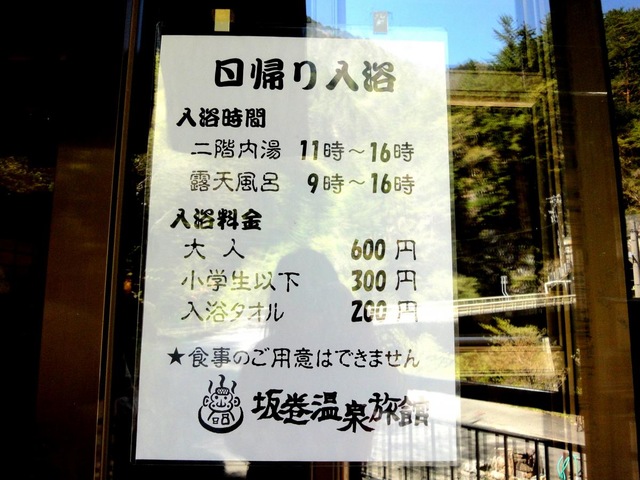 日帰り入浴
入浴時間
二階内湯 11時～16時
露天風呂 9時～16時
入浴料金
大人 600円
小学生以下 300円
入浴タオル 200円
★食事のご用意はできません
坂巻温泉旅館